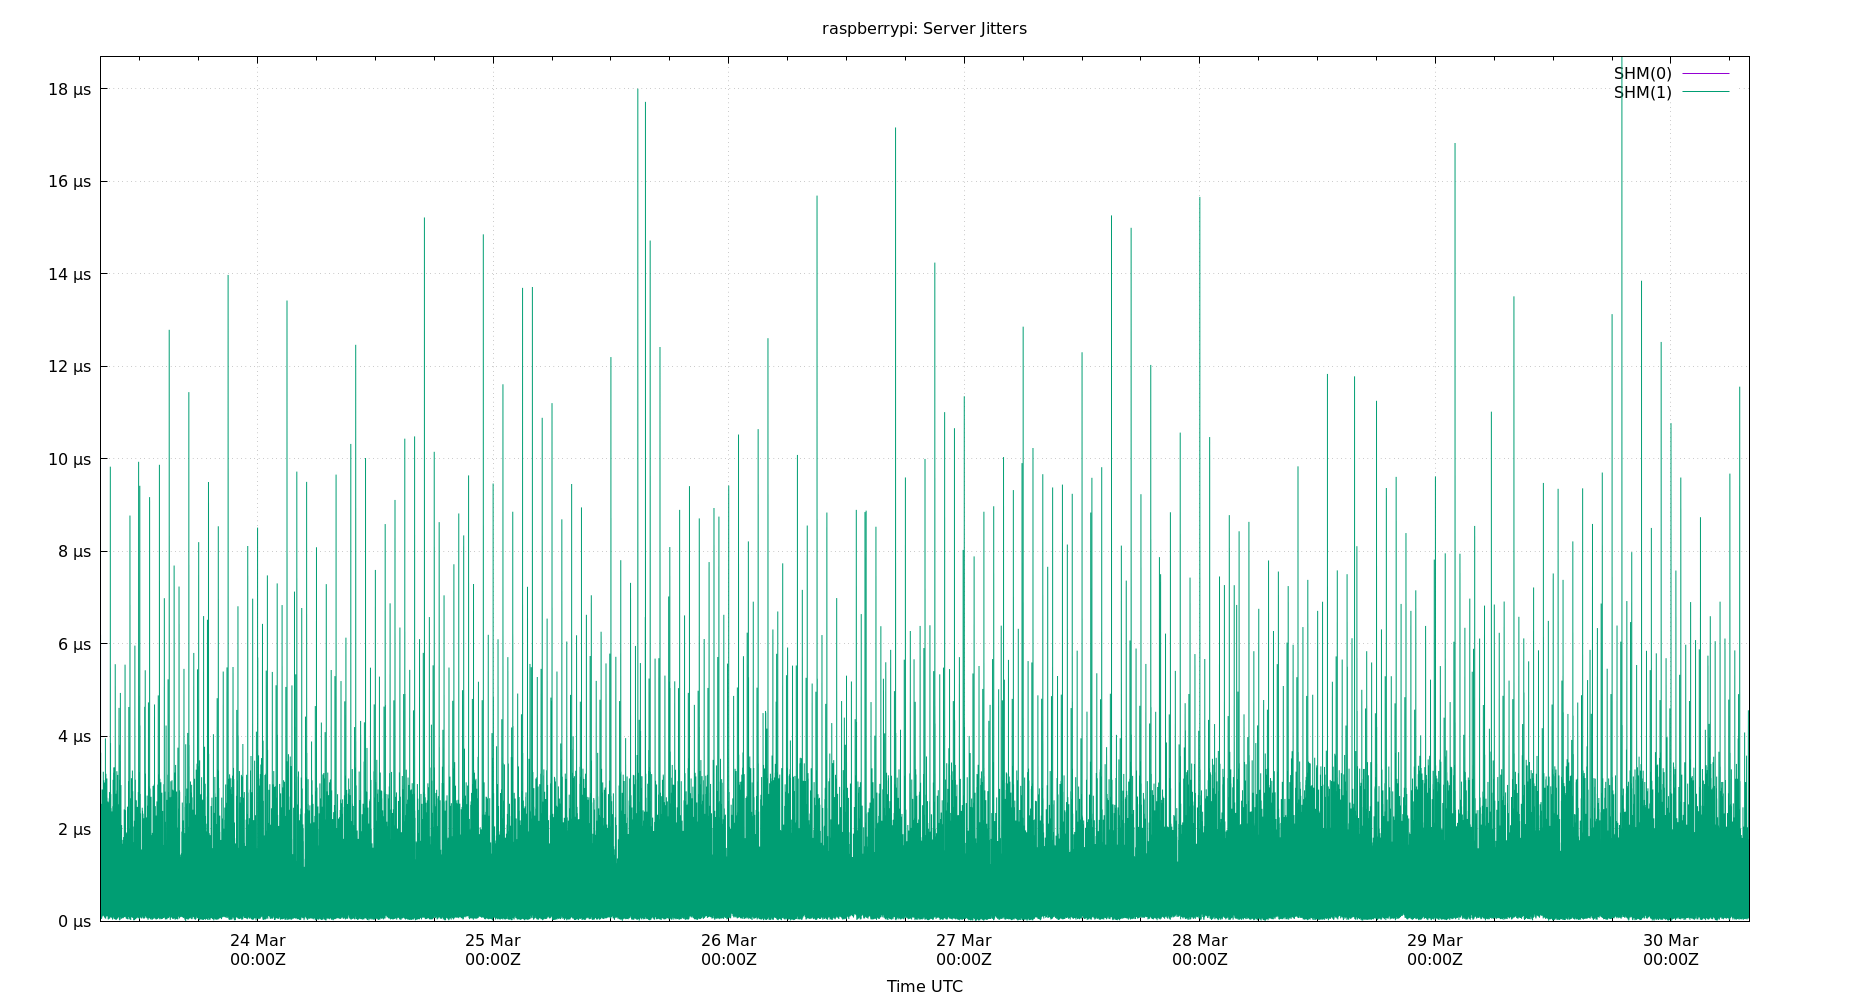 raspberrypi: Server Jitters
SHM(0)
SHM(1)
18 µs
16 µs
14 µs
12 µs
10 µs
8 µs
6 µs
4 µs
2 µs
0 µs
24 Mar 25 Mar 26 Mar 27 Mar 28 Mar 29 Mar 30 Mar
00:00Z 00:00Z 00:00Z 00:00Z 00:00Z 00:00Z 00:00Z
Time UTC